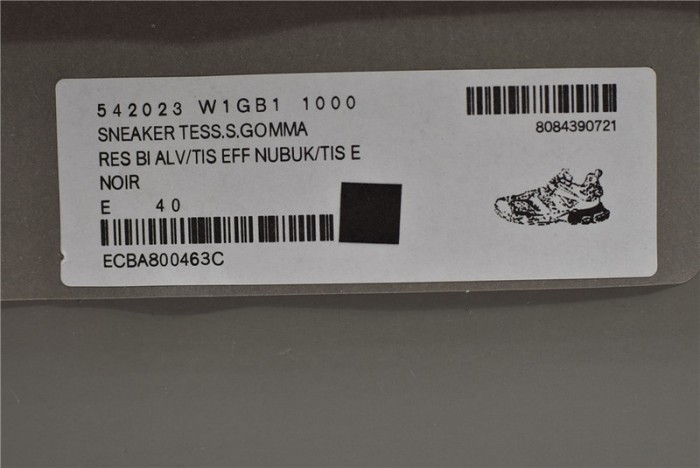 542023 W1GB1 1000
8084390721
SNEAKER TESS.S.GOMMA
RES BI ALV/TIS EFF NUBUK/TIS E
NOIR
E 40
ECBA800463C